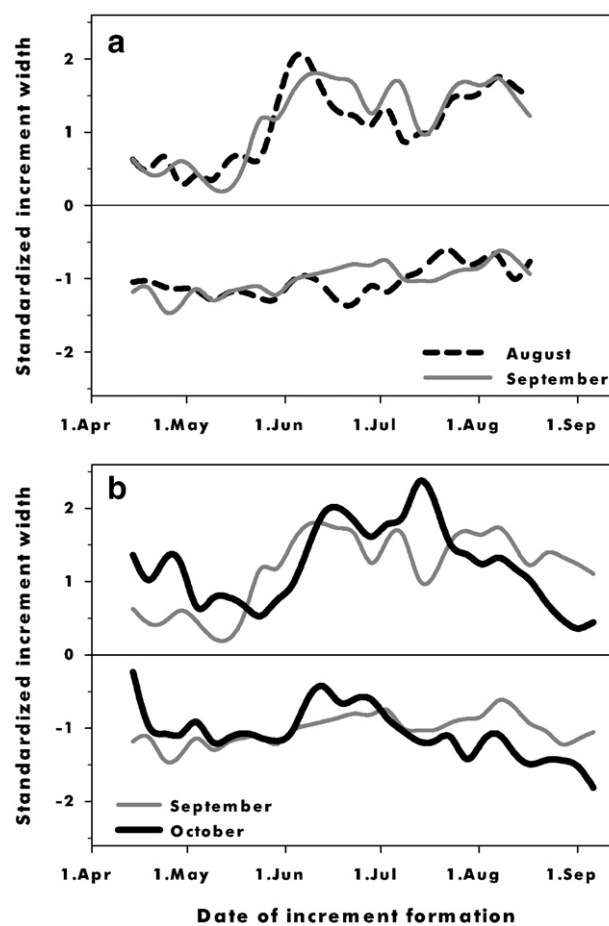 a
Standardized increment width
2
1
0
-1
-2
August
September
1.Apr 1.May 1.Jun 1.Jul 1.Aug 1.Sep
b
Standardized increment width
2
1
0
-1
-2
September
October
1.Apr 1.May 1.Jun 1.Jul 1.Aug 1.Sep
Date of increment formation